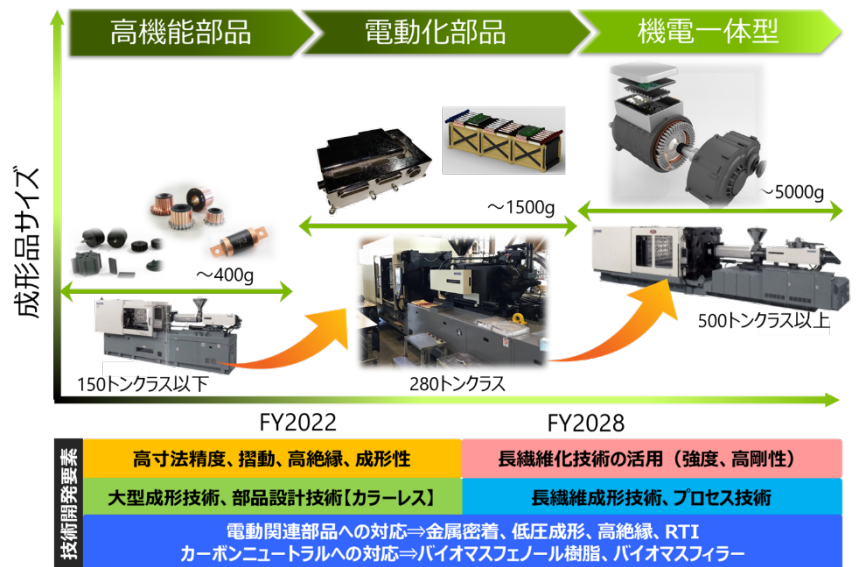 高機能部品
電動化部品
機電一体型
成形品サイズ
～400g
～1500g
～5000g
150トンクラス以下
280トンクラス
500トンクラス以上
FY2022
FY2028
技術開発要素
高寸法精度、摺動、高絶縁、成形性
長繊維化技術の活用（強度、高剛性）
大型成形技術、部品設計技術【カラーレス】
長繊維成形技術、プロセス技術
電動関連部品への対応⇒金属密着、低圧成形、高絶縁、RTI
カーボンニュートラルへの対応⇒バイオマスフェノール樹脂、バイオマスフィラー